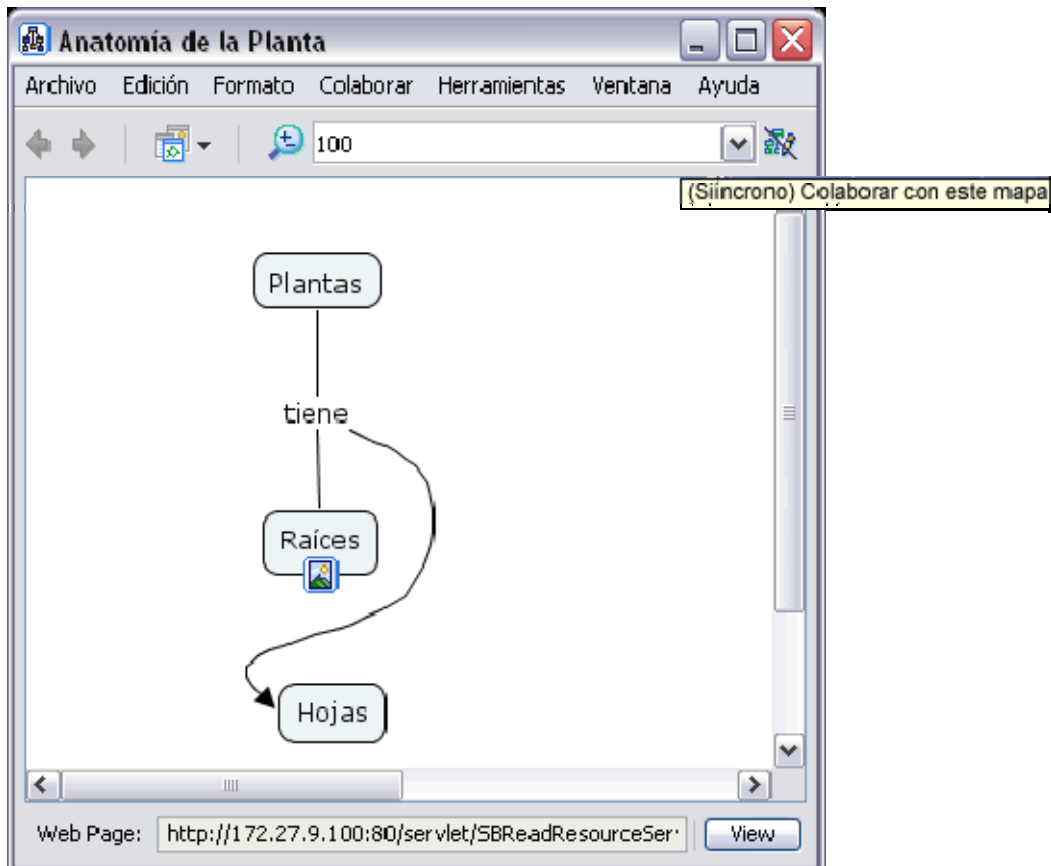 Anatomía de la Planta
Archivo Edición Formato Colaborar Herramientas Ventana Ayuda
100
(Siincrono) Colaborar con este mapa
Plantas
tiene
Raíces
Hojas
Web Page: http://172.27.9.100:80/servlet/SBReadResourceSer View